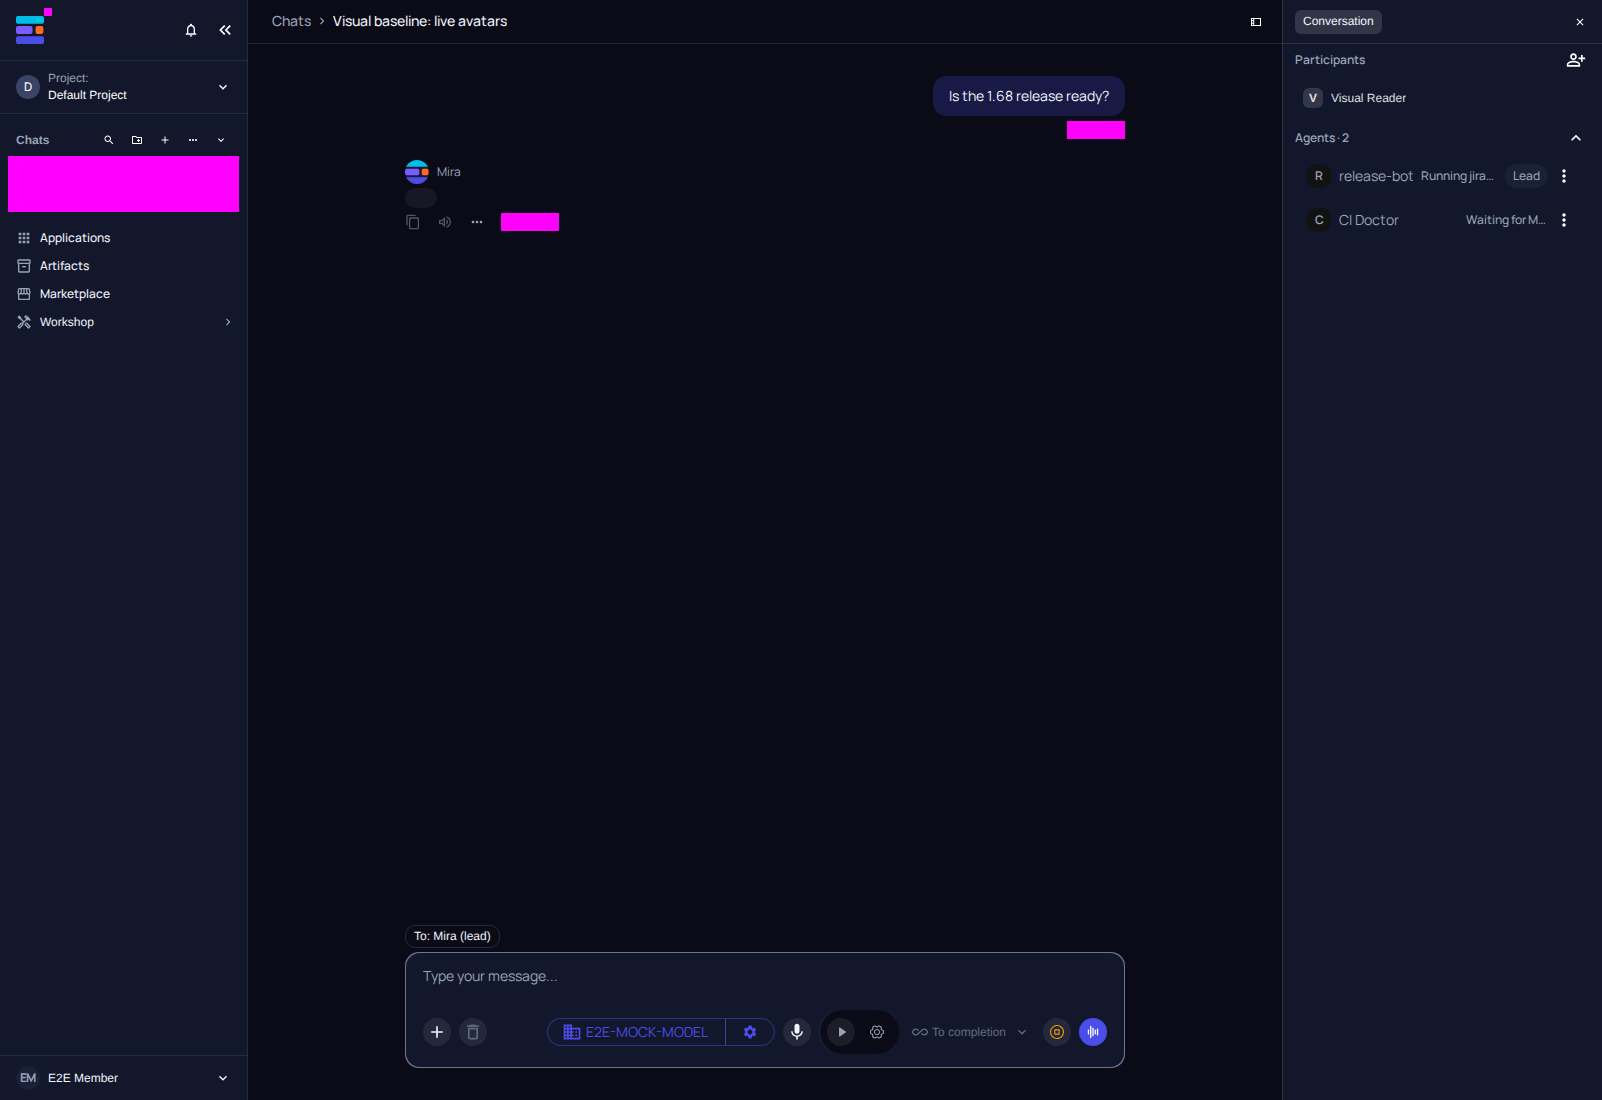 Project:
D
Default Project
Chats
Applications
Artifacts
Marketplace
Workshop
EM
E2E Member
Chats > Visual baseline: live avatars
Is the 1.68 release ready?
Mira
To: Mira (lead)
Type your message...
E2E-MOCK-MODEL
To completion
Conversation
Participants
V Visual Reader
Agents · 2
R release-bot Running jira... Lead
C CI Doctor Waiting for M...